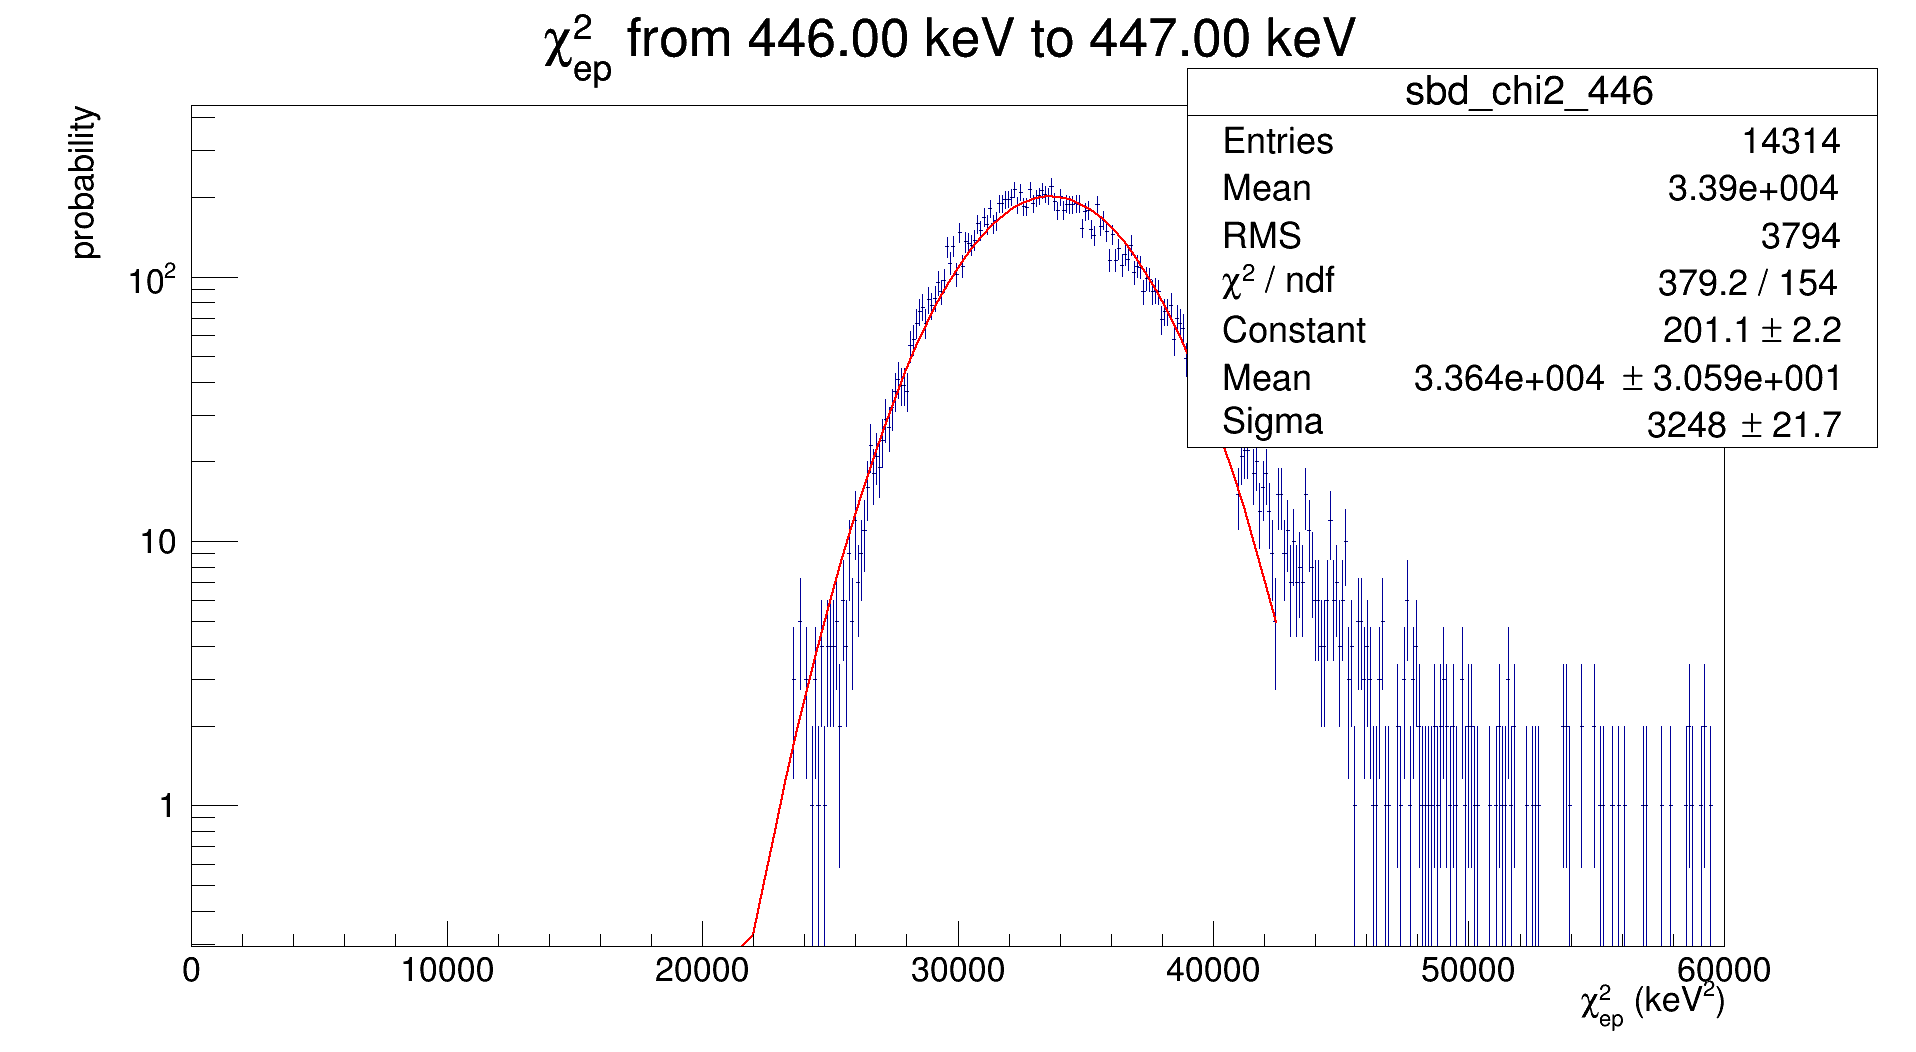 χ²ep from 446.00 keV to 447.00 keV
sbd_chi2_446
Entries 14314
Mean 3.39e+004
RMS 3794
χ² / ndf 379.2 / 154
Constant 201.1 ± 2.2
Mean 3.364e+004 ± 3.059e+001
Sigma 3248 ± 21.7
probability
10²
10
1
0 10000 20000 30000 40000 50000 60000
χ²ep (keV²)